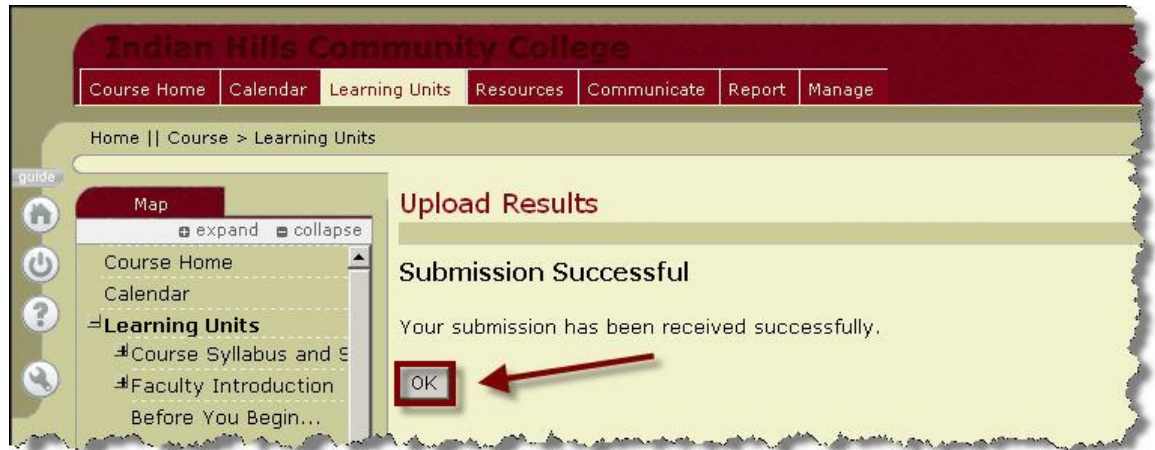 Indian Hills Community College
Course Home Calendar Learning Units Resources Communicate Report Manage
Home || Course > Learning Units
guide
Map
expand collapse
Course Home
Calendar
Learning Units
Course Syllabus and S
Faculty Introduction
Before You Begin...
Upload Results
Submission Successful
Your submission has been received successfully.
OK